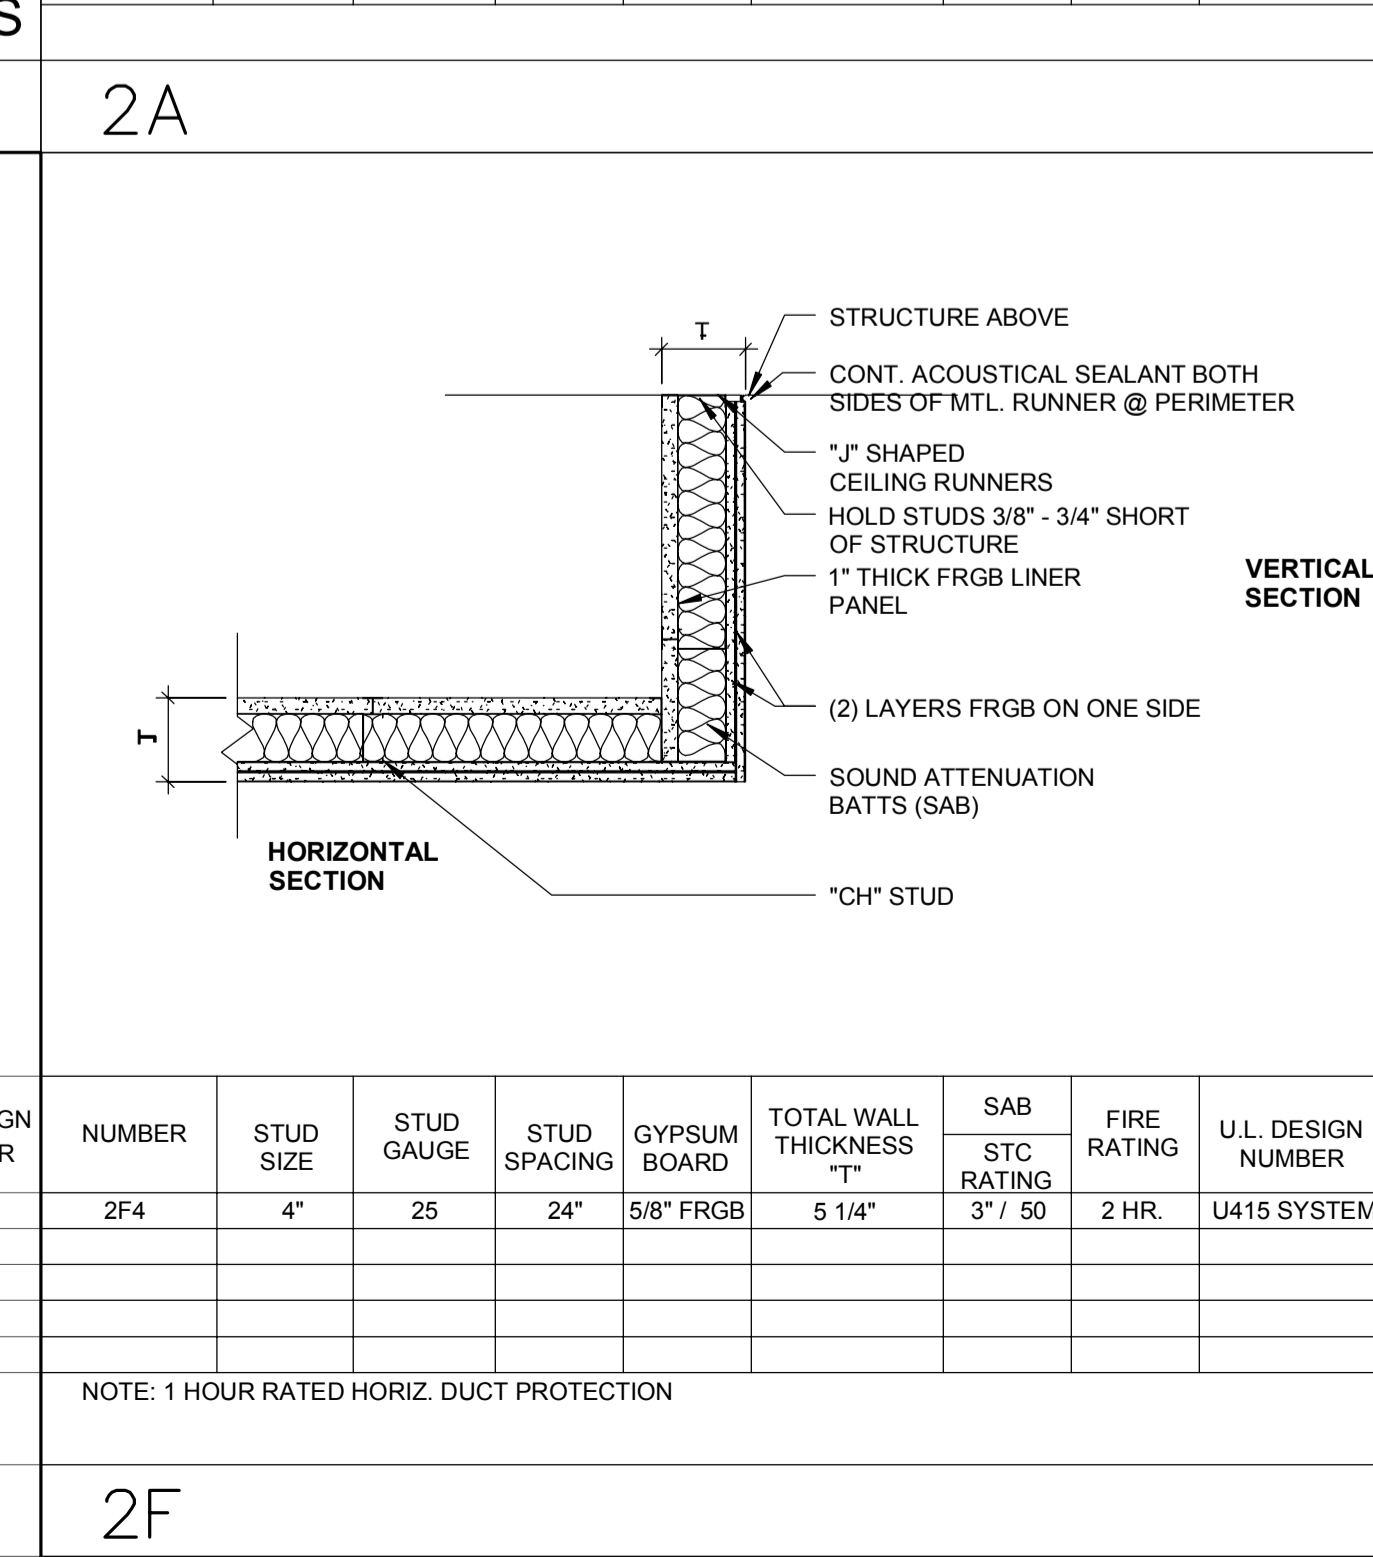 S
2A
T
STRUCTURE ABOVE
CONT. ACOUSTICAL SEALANT BOTH
SIDES OF MTL. RUNNER @ PERIMETER
"J" SHAPED
CEILING RUNNERS
HOLD STUDS 3/8" - 3/4" SHORT
OF STRUCTURE
1" THICK FRGB LINER
PANEL
VERTICAL
SECTION
(2) LAYERS FRGB ON ONE SIDE
T
SOUND ATTENUATION
BATTS (SAB)
HORIZONTAL
SECTION
"CH" STUD
GN
R
NUMBER
STUD
SIZE
STUD
GAUGE
STUD
SPACING
GYPSUM
BOARD
TOTAL WALL
THICKNESS
"T"
SAB
STC
RATING
FIRE
RATING
U.L. DESIGN
NUMBER
2F4 4" 25 24" 5/8" FRGB 5 1/4" 3" / 50 2 HR. U415 SYSTEM
NOTE: 1 HOUR RATED HORIZ. DUCT PROTECTION
2F